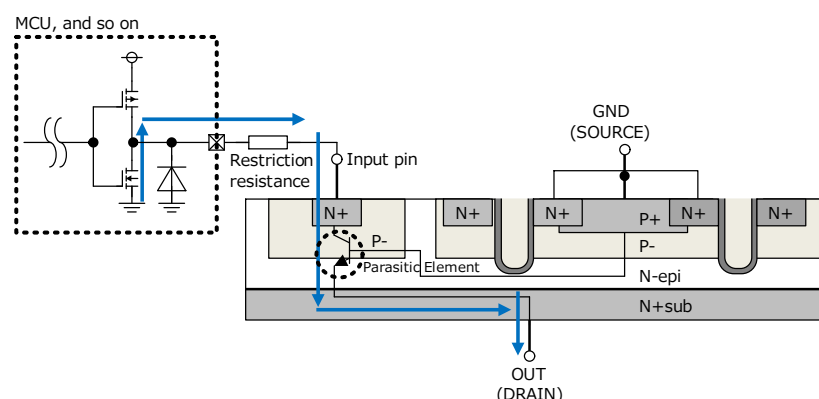 MCU, and so on
GND
(SOURCE)
Restriction
resistance
Input pin
N+
N+
N+
P+
N+
N+
P-
P-
Parasitic Element
N-epi
N+sub
OUT
(DRAIN)